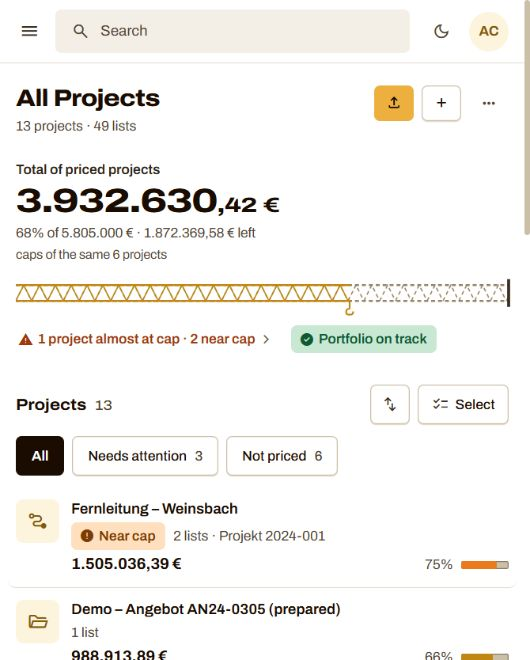 Search
AC
All Projects
13 projects · 49 lists
Total of priced projects
3.932.630,42 €
68% of 5.805.000 € · 1.872.369,58 € left
caps of the same 6 projects
1 project almost at cap · 2 near cap
Portfolio on track
Projects 13
Select
All
Needs attention 3
Not priced 6
Fernleitung – Weinsbach
Near cap
2 lists · Projekt 2024-001
1.505.036,39 €
75%
Demo – Angebot AN24-0305 (prepared)
1 list
988.913,89 €
66%